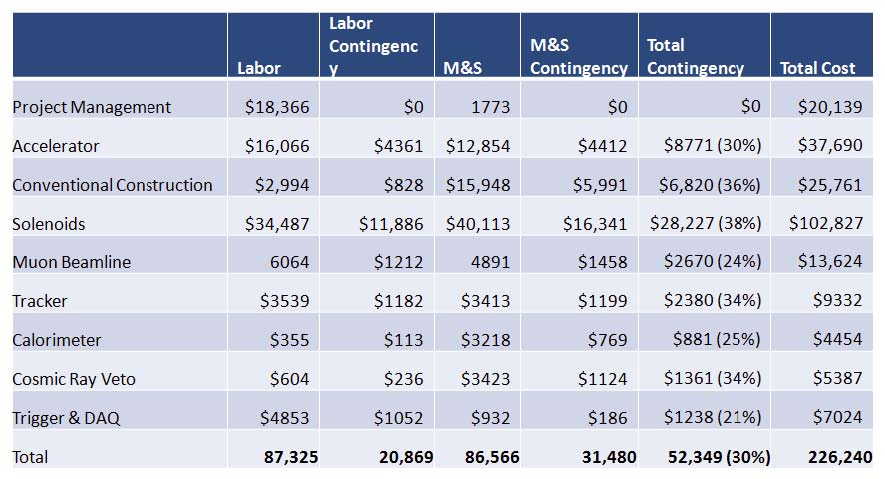 Labor Labor Contingenc y M&S M&S Contingency Total Contingency Total Cost
Project Management $18,366 $0 1773 $0 $0 $20,139
Accelerator $16,066 $4361 $12,854 $4412 $8771 (30%) $37,690
Conventional Construction $2,994 $828 $15,948 $5,991 $6,820 (36%) $25,761
Solenoids $34,487 $11,886 $40,113 $16,341 $28,227 (38%) $102,827
Muon Beamline 6064 $1212 4891 $1458 $2670 (24%) $13,624
Tracker $3539 $1182 $3413 $1199 $2380 (34%) $9332
Calorimeter $355 $113 $3218 $769 $881 (25%) $4454
Cosmic Ray Veto $604 $236 $3423 $1124 $1361 (34%) $5387
Trigger & DAQ $4853 $1052 $932 $186 $1238 (21%) $7024
Total 87,325 20,869 86,566 31,480 52,349 (30%) 226,240